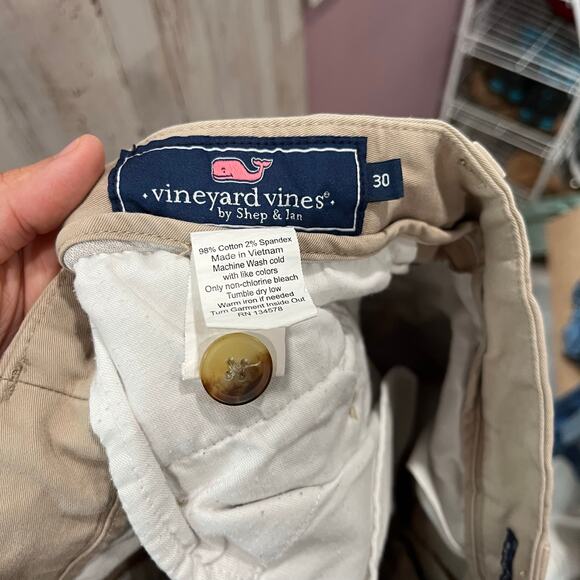 vineyard vines®
by Shep & Ian
30
98% Cotton 2% Spandex
Made in Vietnam
Machine Wash cold
with like colors
Only non-chlorine bleach
Tumble dry low
Warm iron if needed
Turn Garment Inside Out
RN 134578